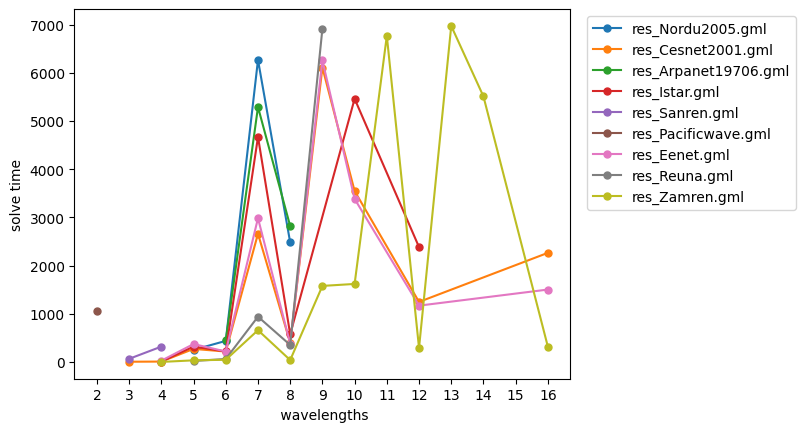 7000
6000
5000
4000
3000
2000
1000
0
solve time
2 3 4 5 6 7 8 9 10 11 12 13 14 15 16
wavelengths
res_Nordu2005.gml
res_Cesnet2001.gml
res_Arpanet19706.gml
res_Istar.gml
res_Sanren.gml
res_Pacificwave.gml
res_Eenet.gml
res_Reuna.gml
res_Zamren.gml